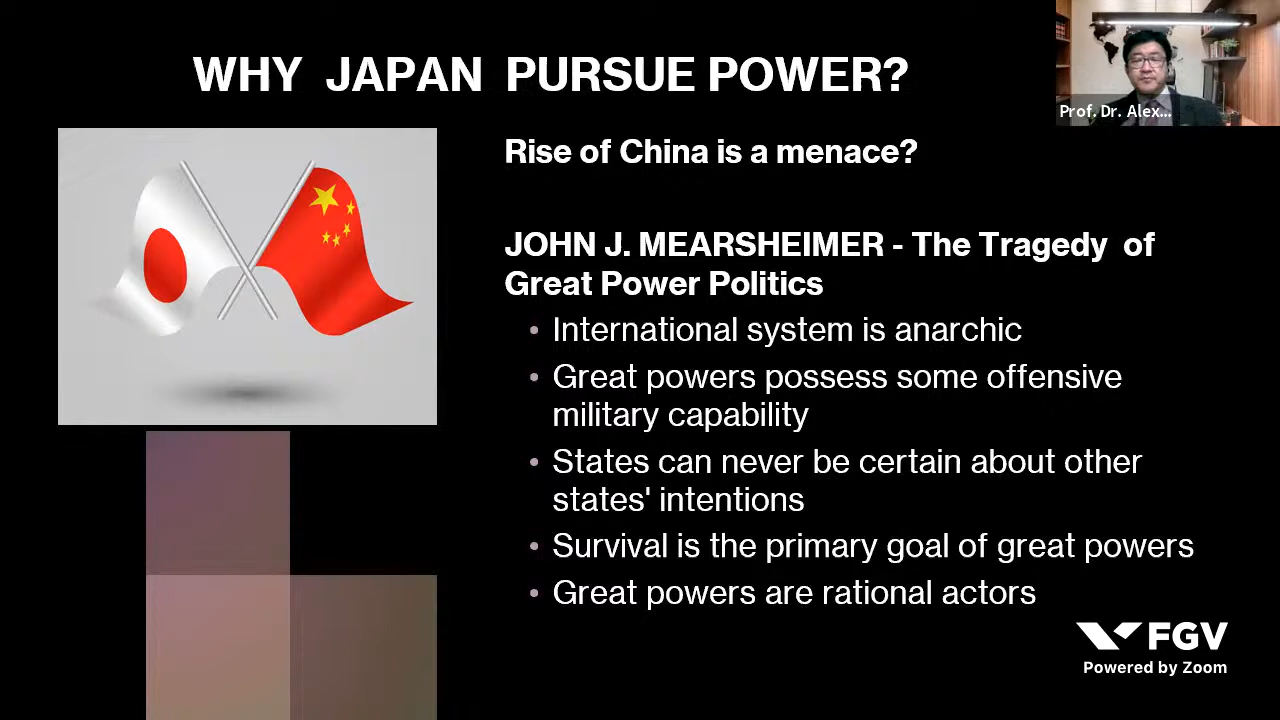 WHY JAPAN PURSUE POWER?
Prof. Dr. Alex...
Rise of China is a menace?
JOHN J. MEARSHEIMER - The Tragedy of
Great Power Politics
• International system is anarchic
• Great powers possess some offensive
military capability
• States can never be certain about other
states' intentions
• Survival is the primary goal of great powers
• Great powers are rational actors
FGV
Powered by Zoom